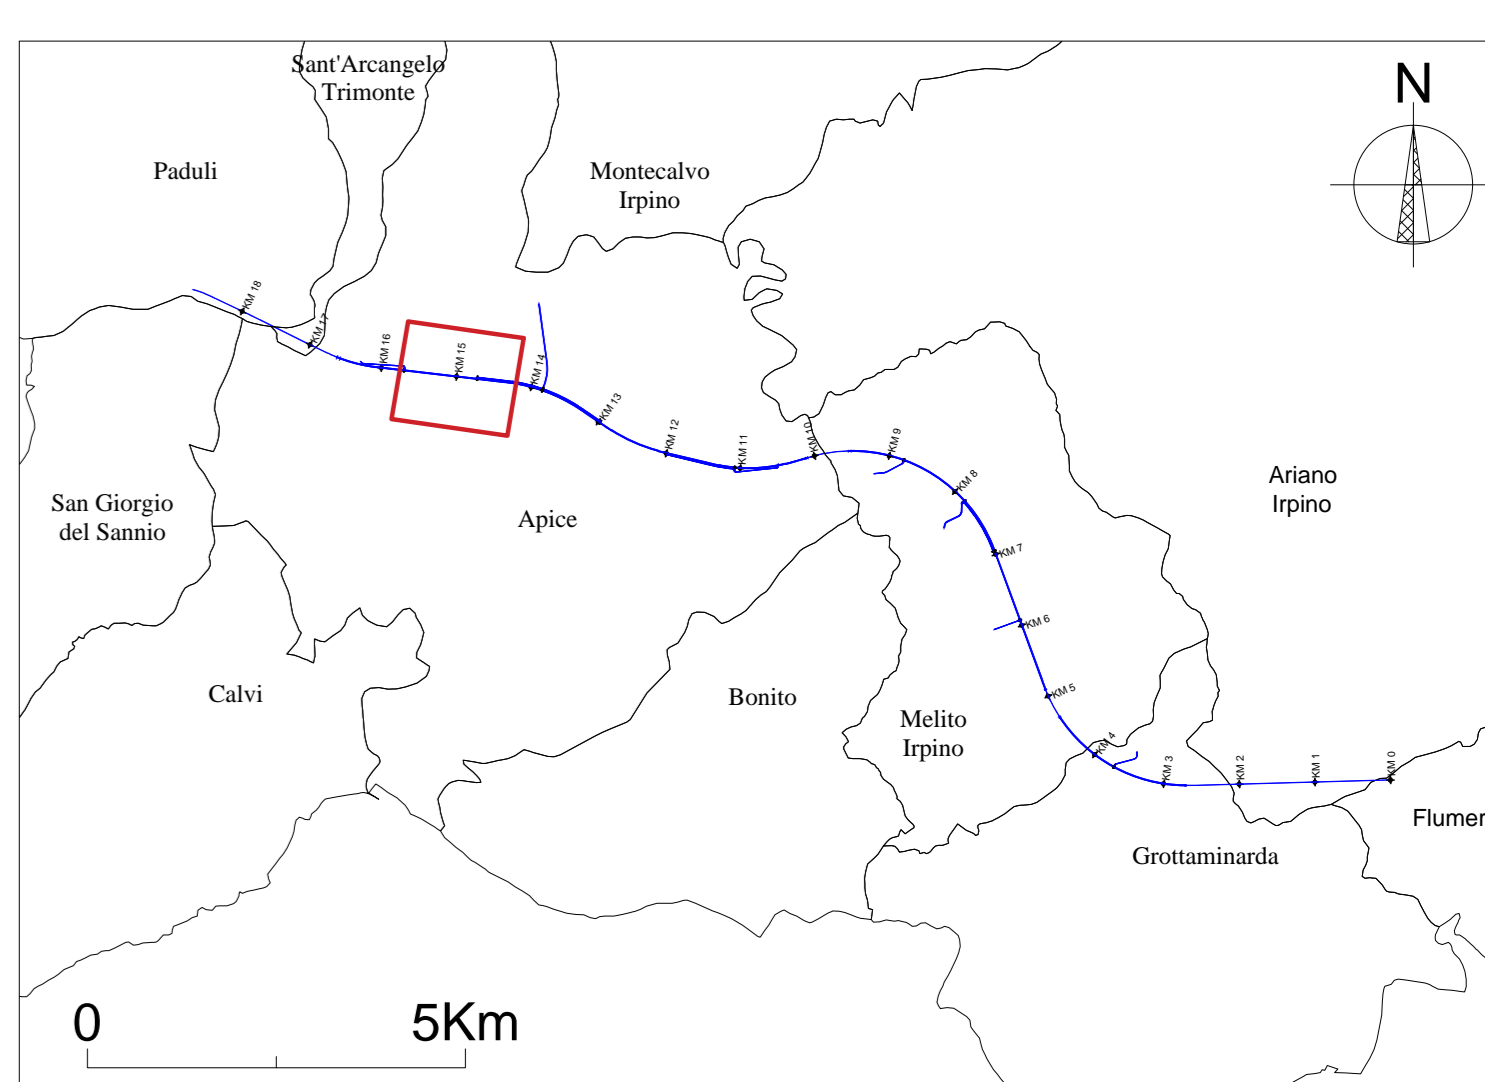 Sant'Arcangelo
Trimonte
N
Paduli
Montecalvo
Irpino
KM 18
KM 17
KM 16
KM 15
KM 14
KM 13
KM 12
KM 11
KM 10
KM 9
KM 8
KM 7
KM 6
KM 5
KM 4
KM 3
KM 2
KM 1
KM 0
Ariano
Irpino
San Giorgio
del Sannio
Apice
Calvi
Bonito
Melito
Irpino
Flumer
Grottaminarda
0
5Km